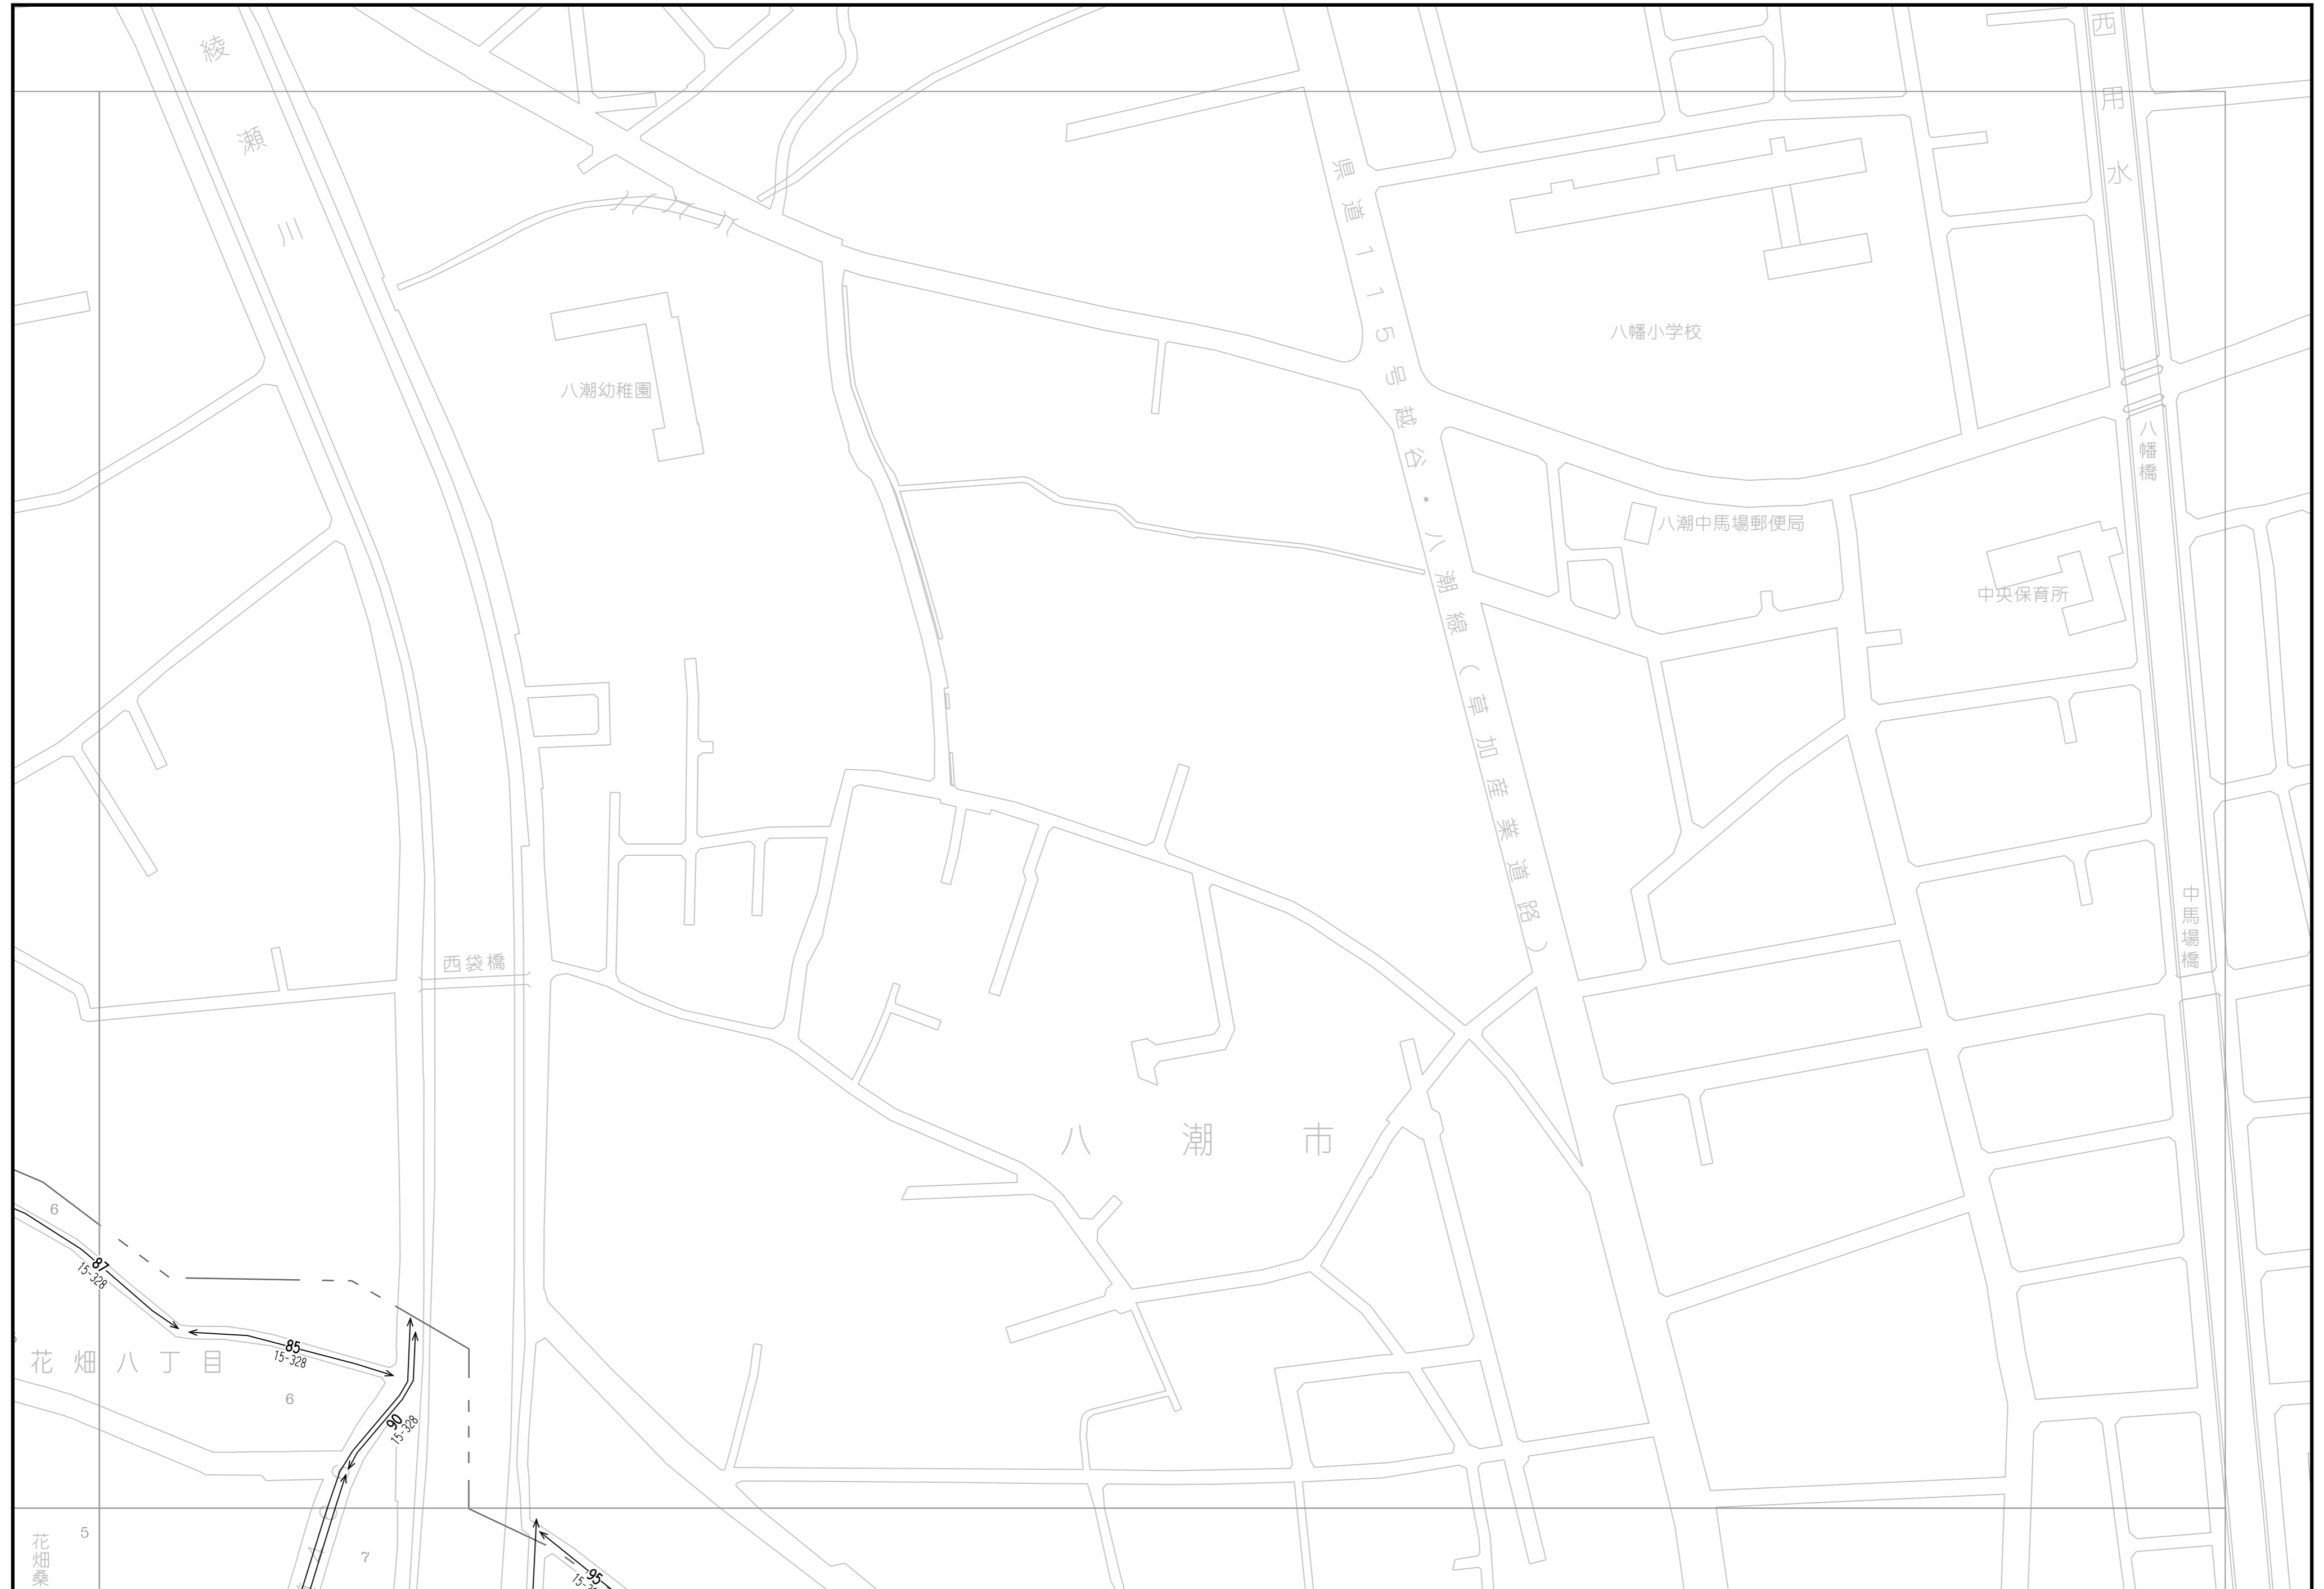 綾瀬川
西用水
県道115号越谷・八潮線(草加産業道路)
八幡小学校
八潮幼稚園
八幡橋
八潮中馬場郵便局
中央保育所
中馬場橋
西袋橋
八潮市
6
87
15-328
85
15-328
花畑八丁目
6
90
15-328
5
7
花畑桑
95